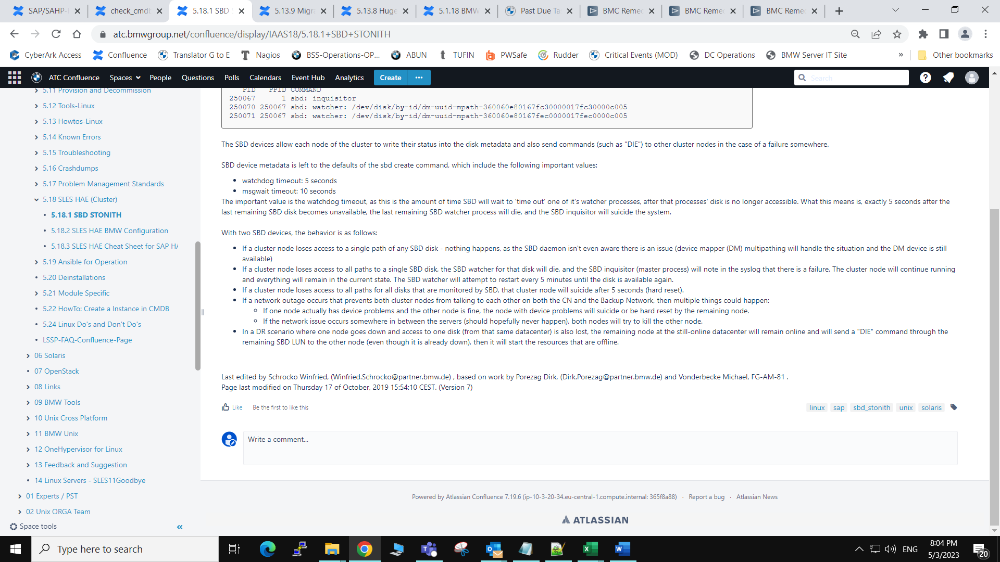 SAP/SAHP-
check_cmdb
5.18.1 SBD S
5.13.9 Migra
5.13.8 Huge
5.1.18 BMW
Past Due Ta
BMC Reme
BMC Reme
BMC Reme
atc.bmwgroup.net/confluence/display/IAAS18/5.18.1+SBD+STONITH
CyberArk Access
Confluence
Translator G to E
Nagios
BSS-Operations-OP...
ABUN
TUFIN
PWSafe
Rudder
Critical Events (MOD)
DC Operations
BMW Server IT Site
»
Other bookmarks
ATC Confluence
Spaces
People
Questions
Polls
Calendars
Event Hub
Analytics
Create
...
Search
5.11 Provision and Decommission
5.12 Tools-Linux
5.13 Howtos-Linux
5.14 Known Errors
5.15 Troubleshooting
5.16 Crashdumps
5.17 Problem Management Standards
5.18 SLES HAE (Cluster)
5.18.1 SBD STONITH
5.18.2 SLES HAE BMW Configuration
5.18.3 SLES HAE Cheat Sheet for SAP HA
5.19 Ansible for Operation
5.20 Deinstallations
5.21 Module Specific
5.22 HowTo: Create a Instance in CMDB
5.24 Linux Do's and Don't Do's
LSSP-FAQ-Confluence-Page
06 Solaris
07 OpenStack
08 Links
09 BMW Tools
10 Unix Cross Platform
11 BMW Unix
12 OneHypervisor for Linux
13 Feedback and Suggestion
14 Linux Servers - SLES11Goodbye
01 Experts / PST
02 Unix ORGA Team
Space tools
«
PID PPID COMMAND
250067 1 sbd: inquisitor
250070 250067 sbd: watcher: /dev/disk/by-id/dm-uuid-mpath-360060e80167fc30000017fc30000c005
250071 250067 sbd: watcher: /dev/disk/by-id/dm-uuid-mpath-360060e80167fec0000017fec0000c005
The SBD devices allow each node of the cluster to write their status into the disk metadata and also send commands (such as "DIE") to other cluster nodes in the case of a failure somewhere.
SBD device metadata is left to the defaults of the sbd create command, which include the following important values:
• watchdog timeout: 5 seconds
• msgwait timeout: 10 seconds
The important value is the watchdog timeout, as this is the amount of time SBD will wait to 'time out' one of it's watcher processes, after that processes' disk is no longer accessible. What this means is, exactly 5 seconds after the
last remaining SBD disk becomes unavailable, the last remaining SBD watcher process will die, and the SBD inquisitor will suicide the system.
With two SBD devices, the behavior is as follows:
• If a cluster node loses access to a single path of any SBD disk - nothing happens, as the SBD daemon isn't even aware there is an issue (device mapper (DM) multipathing will handle the situation and the DM device is still
available)
• If a cluster node loses access to all paths to a single SBD disk, the SBD watcher for that disk will die, and the SBD inquisitor (master process) will note in the syslog that there is a failure. The cluster node will continue running
and everything will remain in the current state. The SBD watcher will attempt to restart every 5 minutes until the disk is available again.
• If a cluster node loses access to all paths for all disks that are monitored by SBD, that cluster node will suicide after 5 seconds (hard reset).
• If a network outage occurs that prevents both cluster nodes from talking to each other on both the CN and the Backup Network, then multiple things could happen:
◦ If one node actually has device problems and the other node is fine, the node with device problems will suicide or be hard reset by the remaining node.
◦ If the network issue occurs somewhere in between the servers (should hopefully never happen), both nodes will try to kill the other node.
• In a DR scenario where one node goes down and access to one disk (from that same datacenter) is also lost, the remaining node at the still-online datacenter will remain online and will send a "DIE" command through the
remaining SBD LUN to the other node (even though it is already down), then it will start the resources that are offline.
Last edited by Schrocko Winfried, (Winfried.Schrocko@partner.bmw.de) , based on work by Porezag Dirk, (Dirk.Porezag@partner.bmw.de) and Vonderbecke Michael, FG-AM-81 .
Page last modified on Thursday 17 of October, 2019 15:54:10 CEST. (Version 7)
Like
Be the first to like this
linux
sap
sbd_stonith
unix
solaris
Write a comment...
Powered by Atlassian Confluence 7.19.6 (ip-10-3-20-34.eu-central-1.compute.internal: 365f8a88) · Report a bug · Atlassian News
ATLASSIAN
Type here to search
ENG
8:04 PM
5/3/2023
20